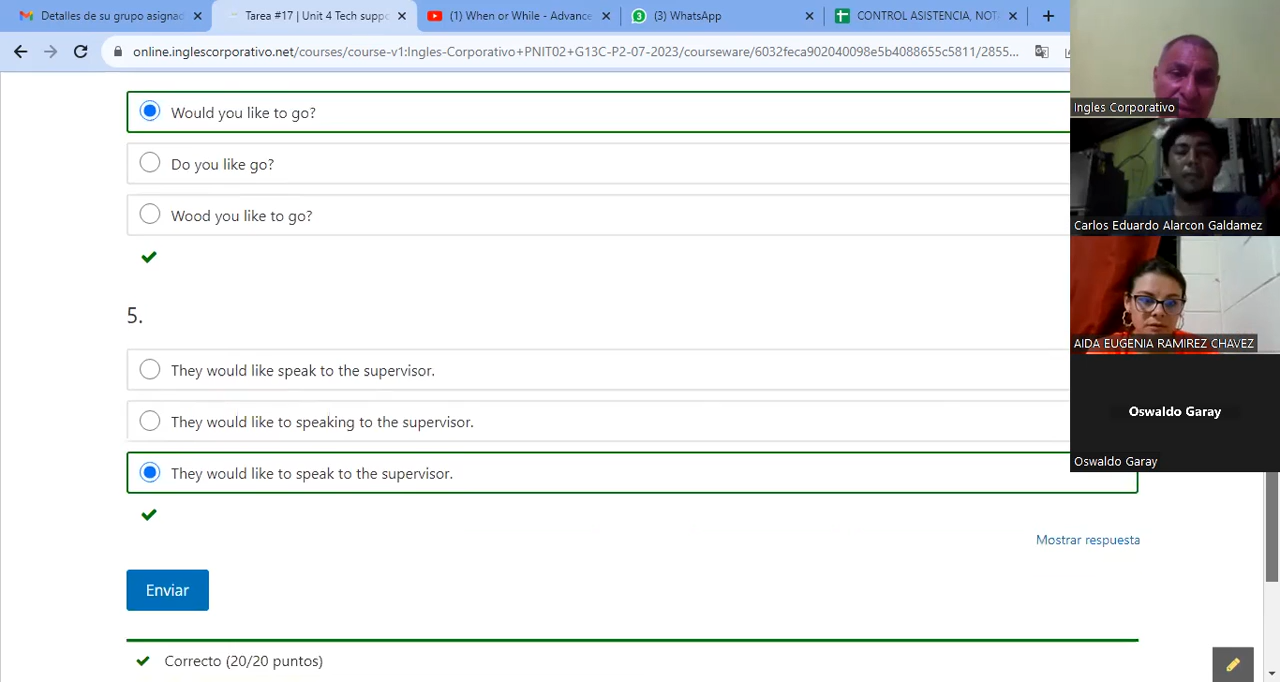 Detalles de su grupo asignad
Tarea #17 | Unit 4 Tech suppo
(1) When or While - Advance
(3) WhatsApp
CONTROL ASISTENCIA, NOT
online.inglescorporativo.net/courses/course-v1:Ingles-Corporativo+PNIT02+G13C-P2-07-2023/courseware/6032feca902040098e5b4088655c5811/2855...
Would you like to go?
Do you like go?
Wood you like to go?
5.
They would like speak to the supervisor.
They would like to speaking to the supervisor.
They would like to speak to the supervisor.
Mostrar respuesta
Enviar
Correcto (20/20 puntos)
Ingles Corporativo
Carlos Eduardo Alarcon Galdamez
AIDA EUGENIA RAMIREZ CHAVEZ
Oswaldo Garay
Oswaldo Garay